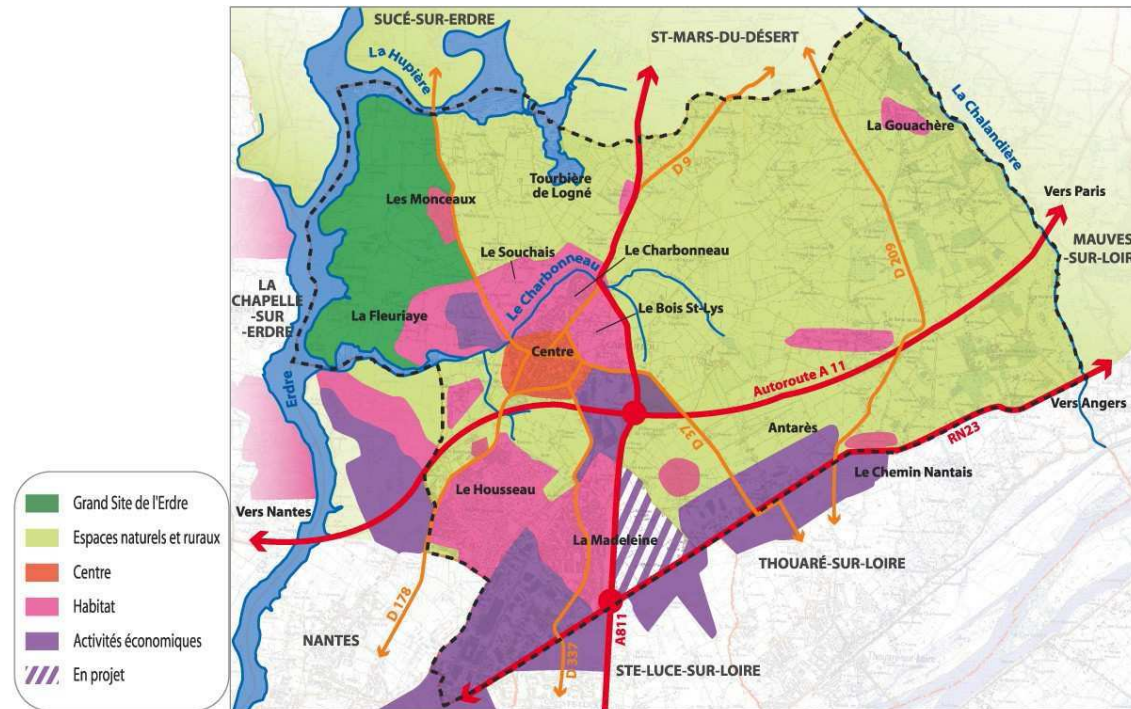 SUCÉ-SUR-ERDRE
ST-MARS-DU-DÉSERT
La Hupière
La Chalandière
La Gouachère
D 9
Tourbière
de Logné
Vers Paris
Les Monceaux
MAUVES
-SUR-LOIR
Le Souchais
Le Charbonneau
D 209
Le Charbonneau
LA
CHAPELLE
-SUR
-ERDRE
La Fleuriaye
Le Bois St-Lys
Centre
Erdre
Autoroute A 11
Vers Angers
D 37
Antarès
RN23
Le Chemin Nantais
Le Housseau
Vers Nantes
La Madeleine
THOUARÉ-SUR-LOIRE
D 178
NANTES
A811
D 337
STE-LUCE-SUR-LOIRE
Grand Site de l'Erdre
Espaces naturels et ruraux
Centre
Habitat
Activités économiques
En projet